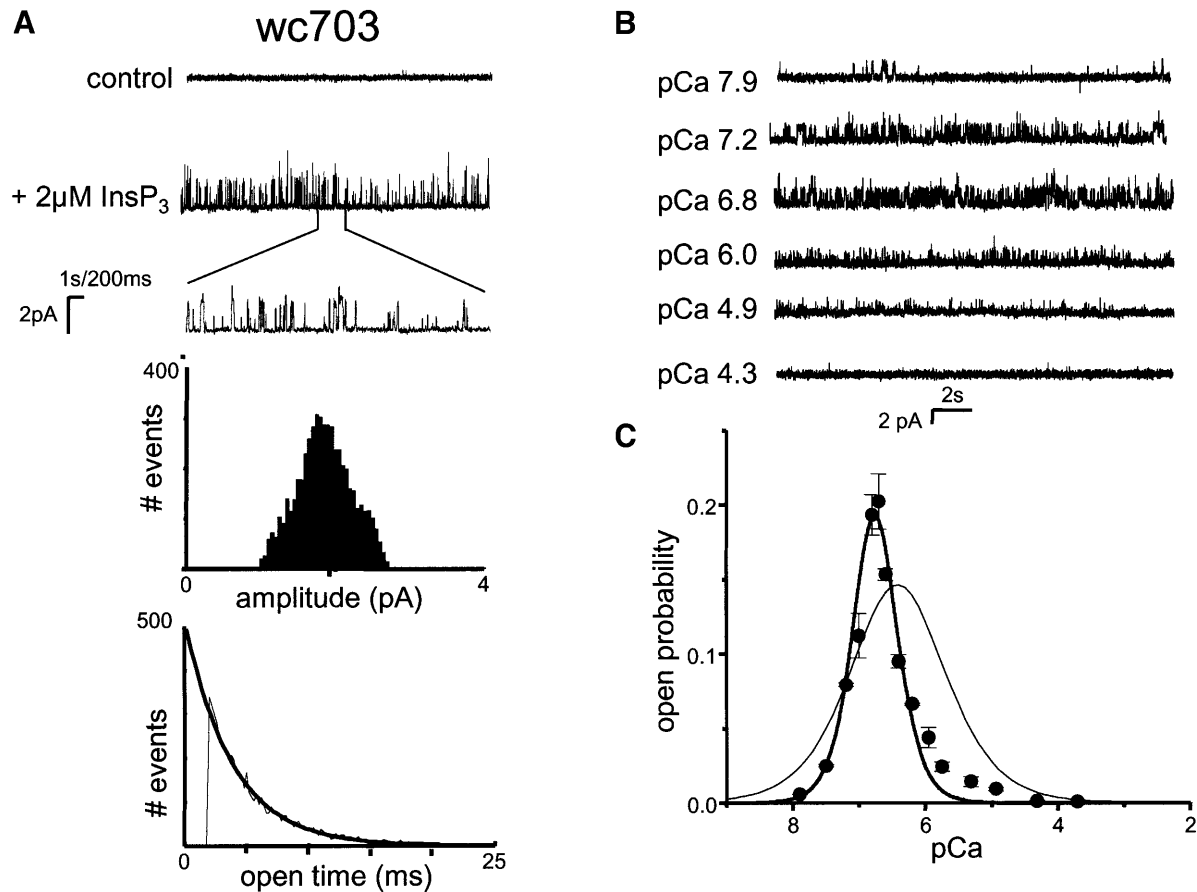 A
wc703
control
+ 2µM InsP3
1s/200ms
2pA
400
# events
0
4
amplitude (pA)
500
# events
0
25
open time (ms)
B
pCa 7.9
pCa 7.2
pCa 6.8
pCa 6.0
pCa 4.9
pCa 4.3
2s
2 pA
C
0.2
0.1
0.0
open probability
8
6
4
2
pCa